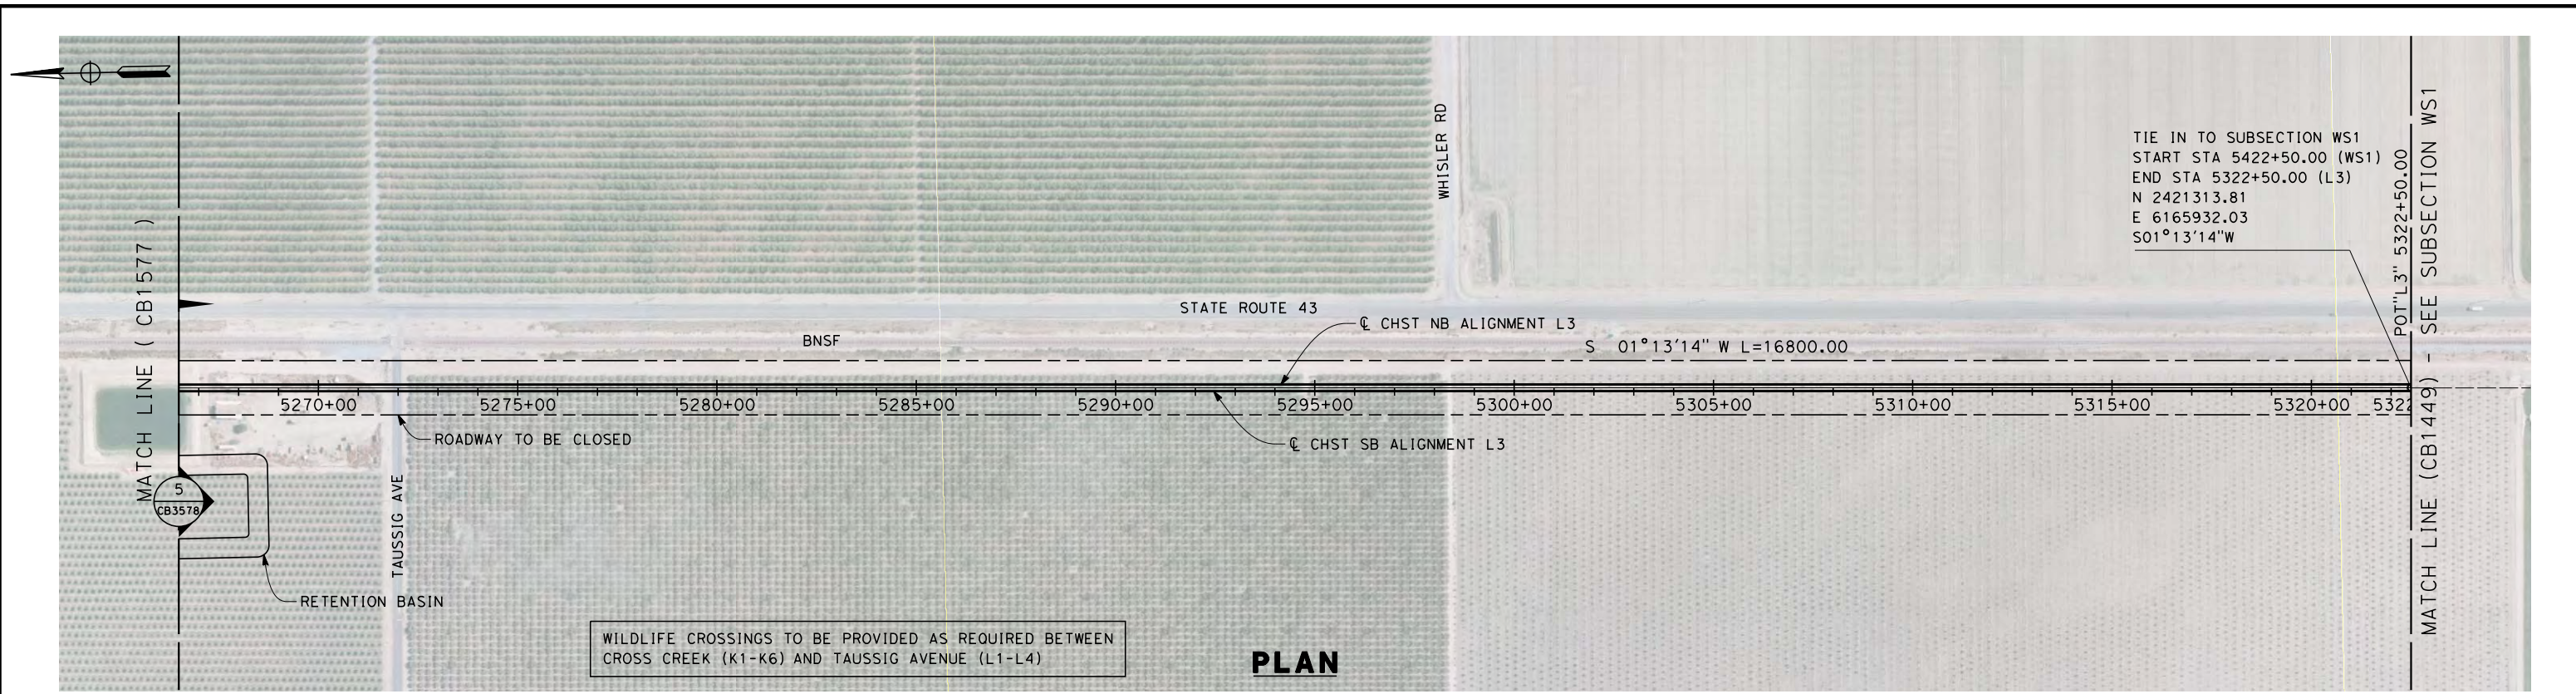 MATCH LINE ( CB1577 )
5
CB3578
RETENTION BASIN
ROADWAY TO BE CLOSED
TAUSSIG AVE
WHISLER RD
STATE ROUTE 43
BNSF
℄ CHST NB ALIGNMENT L3
℄ CHST SB ALIGNMENT L3
S 01°13'14" W L=16800.00
5270+00
5275+00
5280+00
5285+00
5290+00
5295+00
5300+00
5305+00
5310+00
5315+00
5320+00
5322
TIE IN TO SUBSECTION WS1
START STA 5422+50.00 (WS1)
END STA 5322+50.00 (L3)
N 2421313.81
E 6165932.03
S01°13'14"W
POT"L3" 5322+50.00
MATCH LINE (CB1449) - SEE SUBSECTION WS1
WILDLIFE CROSSINGS TO BE PROVIDED AS REQUIRED BETWEEN
CROSS CREEK (K1-K6) AND TAUSSIG AVENUE (L1-L4)
PLAN